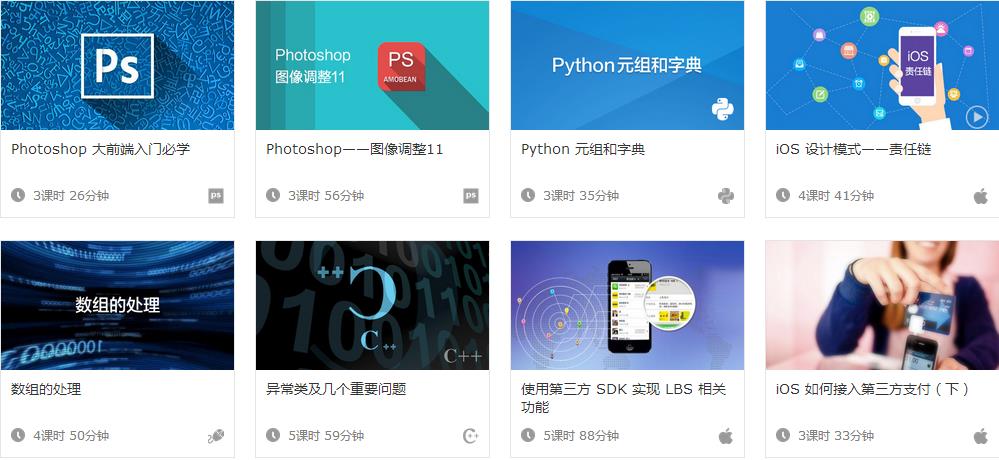 Ps
Photoshop 大前端入门必学
3课时 26分钟
ps
Photoshop
图像调整11
PS
AMOBEAN
Photoshop——图像调整11
3课时 56分钟
ps
Python元组和字典
Python 元组和字典
3课时 35分钟
iOS
责任链
iOS 设计模式——责任链
4课时 41分钟
数组的处理
数组的处理
4课时 50分钟
C++
C++
C++
异常类及几个重要问题
5课时 59分钟
C++
使用第三方 SDK 实现 LBS 相关
功能
5课时 88分钟
iOS 如何接入第三方支付（下）
3课时 33分钟